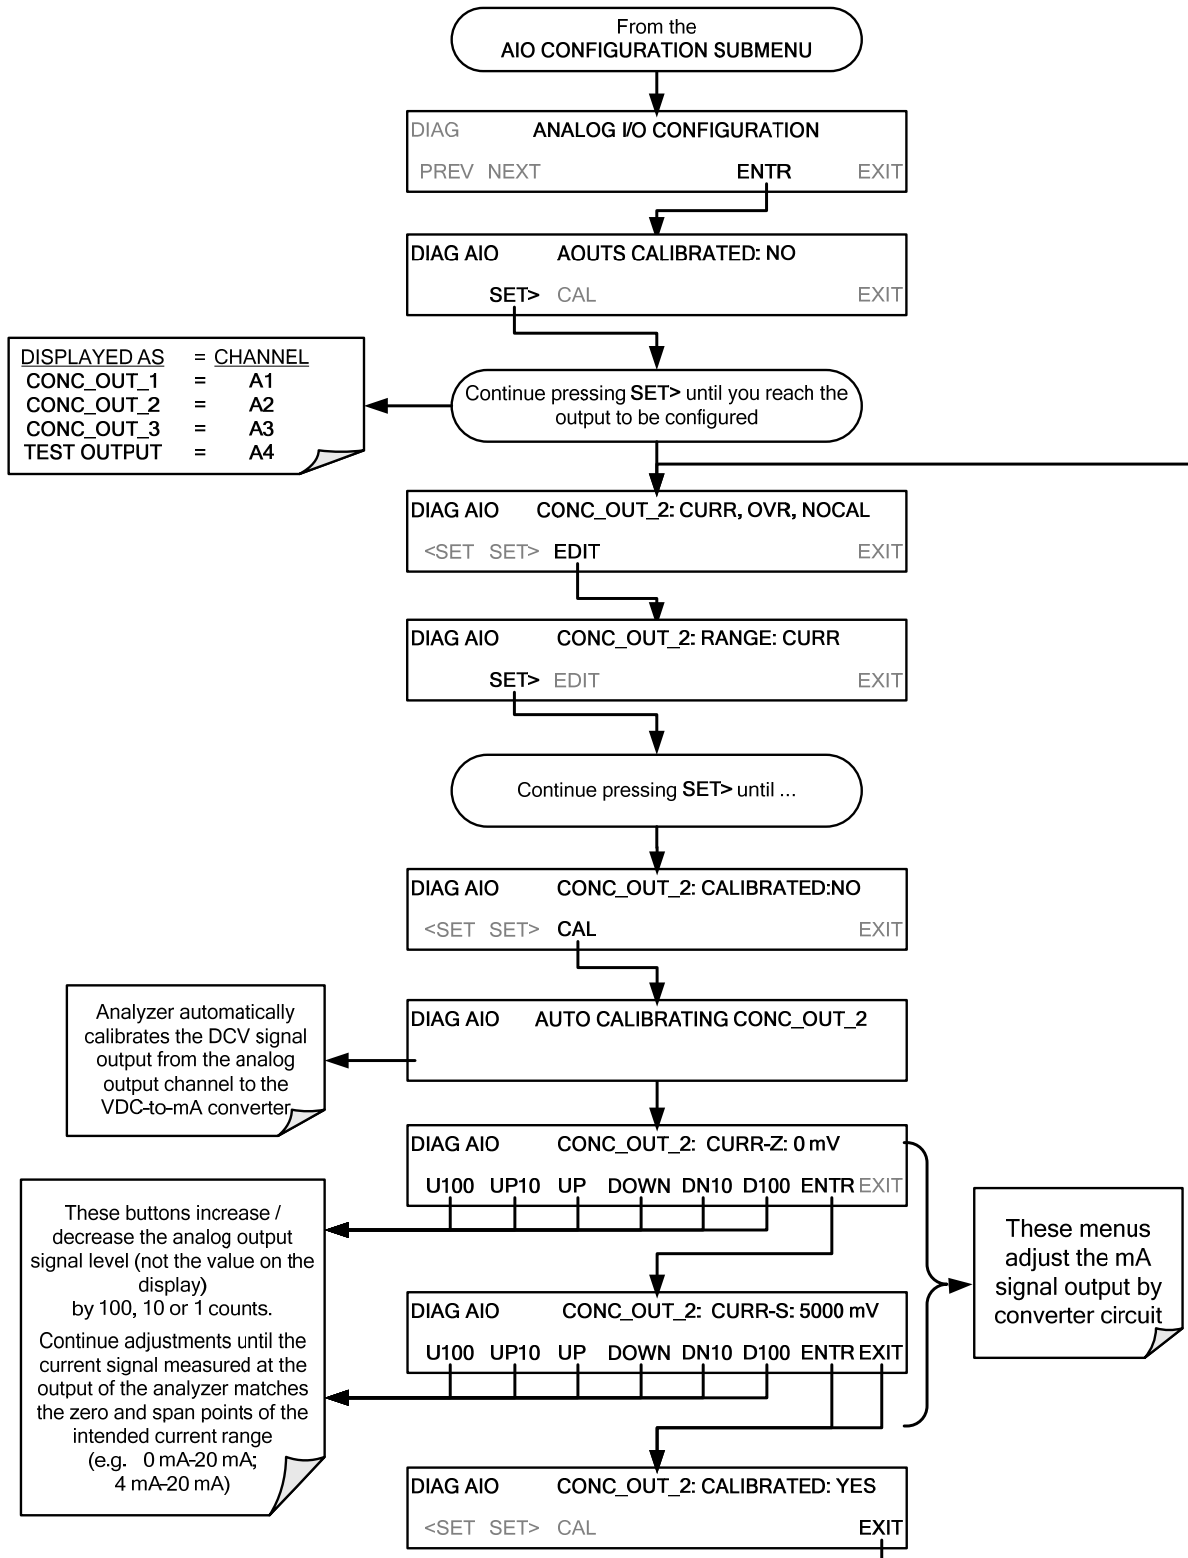 From the
AIO CONFIGURATION SUBMENU
DIAG ANALOG I/O CONFIGURATION
PREV NEXT ENTR EXIT
DIAG AIO AOUTS CALIBRATED: NO
SET> CAL EXIT
DISPLAYED AS = CHANNEL
CONC_OUT_1 = A1
CONC_OUT_2 = A2
CONC_OUT_3 = A3
TEST OUTPUT = A4
Continue pressing SET> until you reach the
output to be configured
DIAG AIO CONC_OUT_2: CURR, OVR, NOCAL
<SET SET> EDIT EXIT
DIAG AIO CONC_OUT_2: RANGE: CURR
SET> EDIT EXIT
Continue pressing SET> until ...
DIAG AIO CONC_OUT_2: CALIBRATED:NO
<SET SET> CAL EXIT
Analyzer automatically
calibrates the DCV signal
output from the analog
output channel to the
VDC-to-mA converter
DIAG AIO AUTO CALIBRATING CONC_OUT_2
DIAG AIO CONC_OUT_2: CURR-Z: 0 mV
U100 UP10 UP DOWN DN10 D100 ENTR EXIT
These buttons increase /
decrease the analog output
signal level (not the value on the
display)
by 100, 10 or 1 counts.
Continue adjustments until the
current signal measured at the
output of the analyzer matches
the zero and span points of the
intended current range
(e.g. 0 mA-20 mA;
4 mA-20 mA)
These menus
adjust the mA
signal output by
converter circuit
DIAG AIO CONC_OUT_2: CURR-S: 5000 mV
U100 UP10 UP DOWN DN10 D100 ENTR EXIT
DIAG AIO CONC_OUT_2: CALIBRATED: YES
<SET SET> CAL EXIT